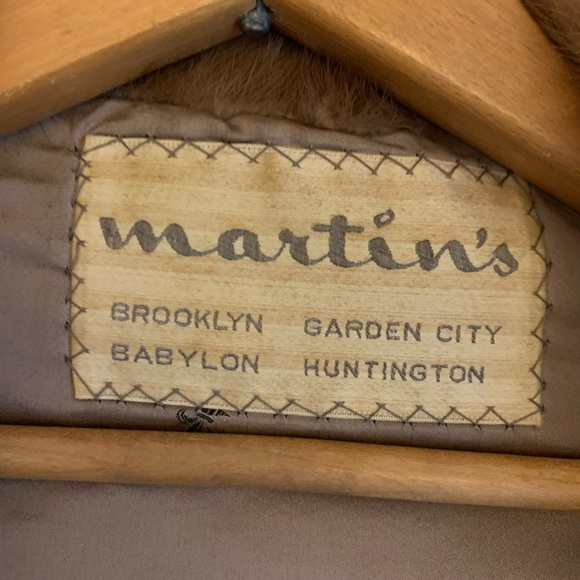 martin's
BROOKLYN GARDEN CITY
BABYLON HUNTINGTON